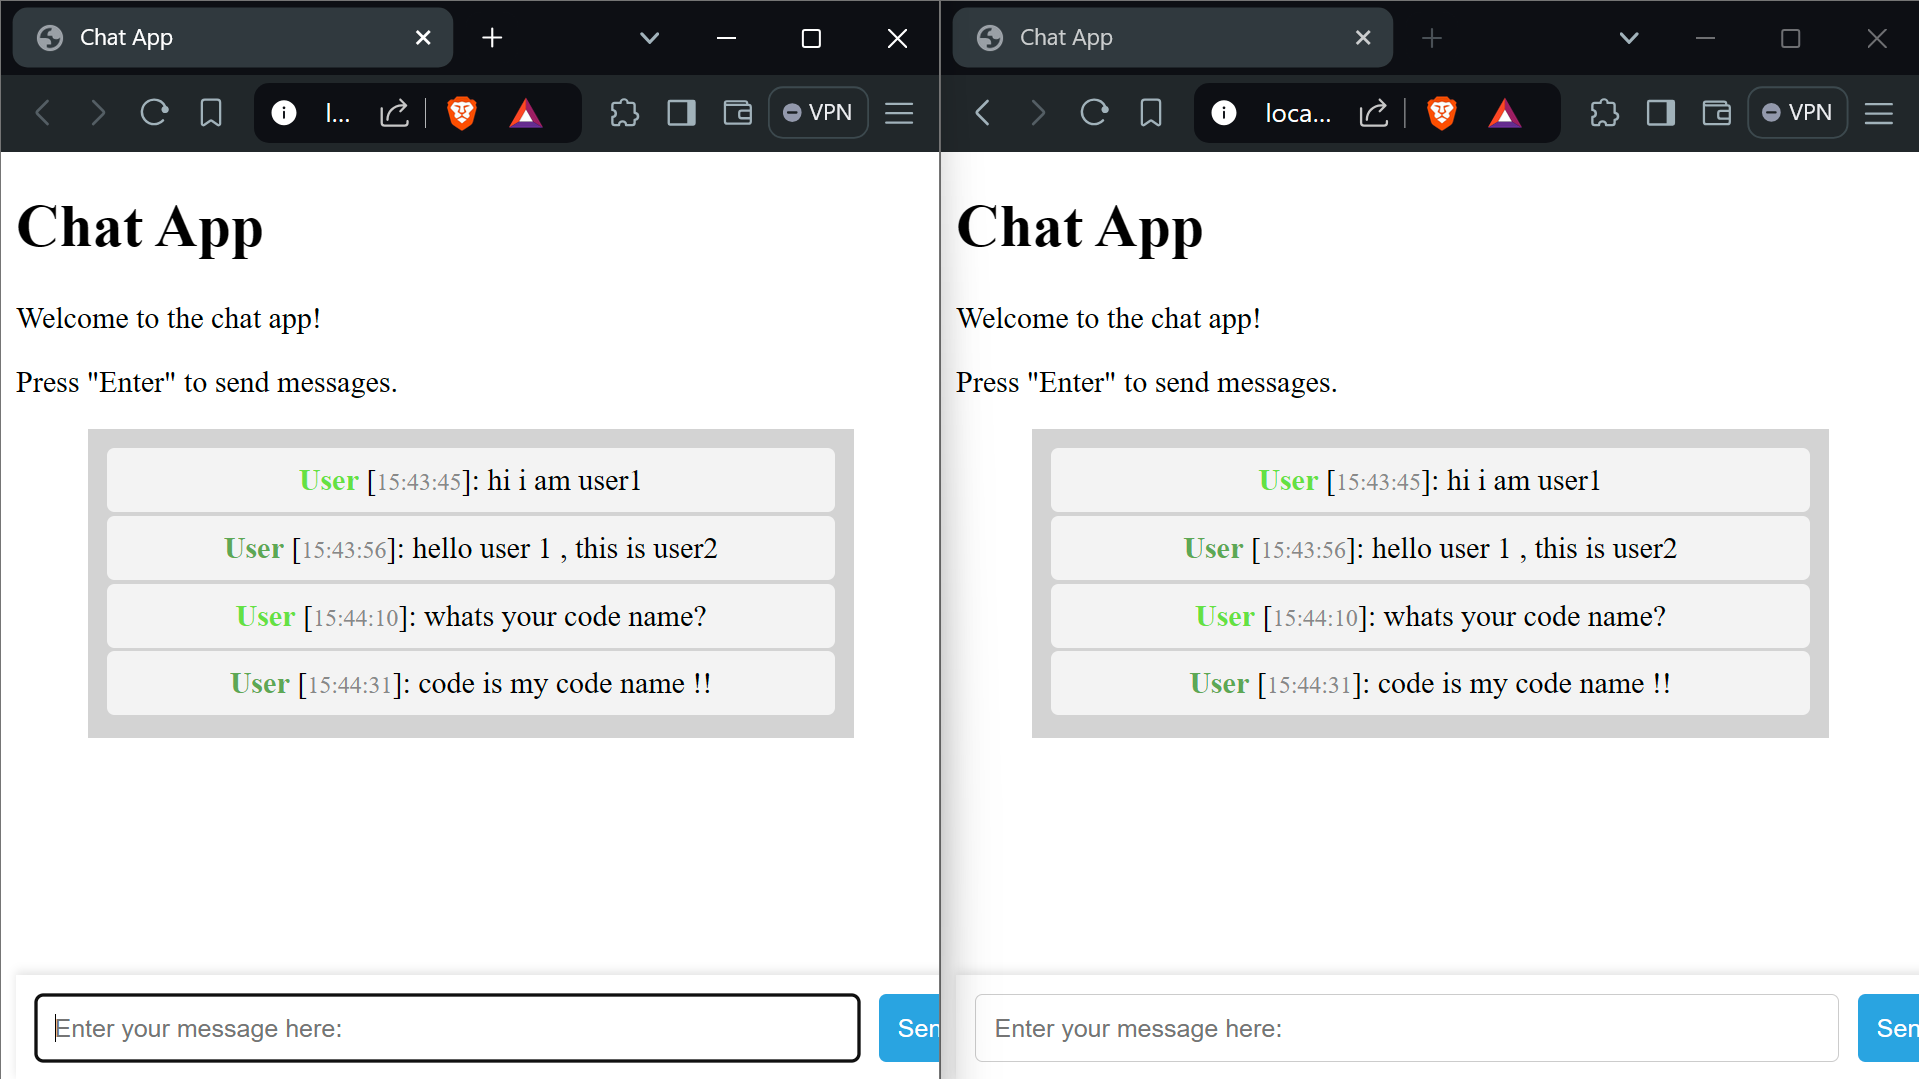 Chat App
l...
VPN
Chat App
Welcome to the chat app!
Press "Enter" to send messages.
User [15:43:45]: hi i am user1
User [15:43:56]: hello user 1 , this is user2
User [15:44:10]: whats your code name?
User [15:44:31]: code is my code name !!
Enter your message here:
Sen
Chat App
loca...
VPN
Chat App
Welcome to the chat app!
Press "Enter" to send messages.
User [15:43:45]: hi i am user1
User [15:43:56]: hello user 1 , this is user2
User [15:44:10]: whats your code name?
User [15:44:31]: code is my code name !!
Enter your message here:
Sen